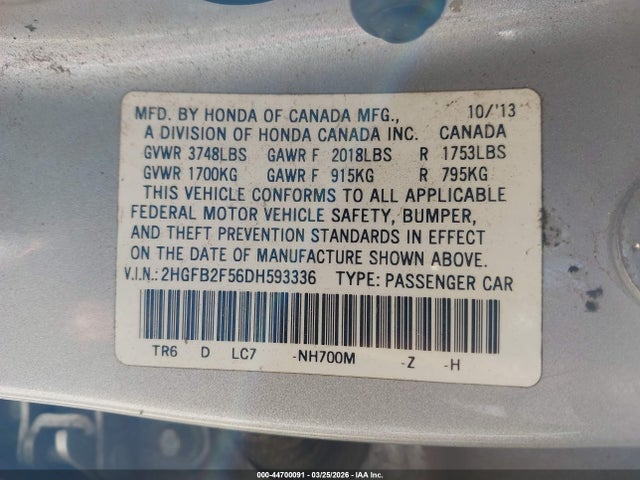 MFD. BY HONDA OF CANADA MFG., 10/'13
A DIVISION OF HONDA CANADA INC. CANADA
GVWR 3748LBS GAWR F 2018LBS R 1753LBS
GVWR 1700KG GAWR F 915KG R 795KG
THIS VEHICLE CONFORMS TO ALL APPLICABLE
FEDERAL MOTOR VEHICLE SAFETY, BUMPER,
AND THEFT PREVENTION STANDARDS IN EFFECT
ON THE DATE OF MANUFACTURE SHOWN ABOVE.
V.I.N.: 2HGFB2F56DH593336 TYPE: PASSENGER CAR
TR6 D LC7 -NH700M -Z -H
000-44700091 | 03/25/2026 | IAA Inc.